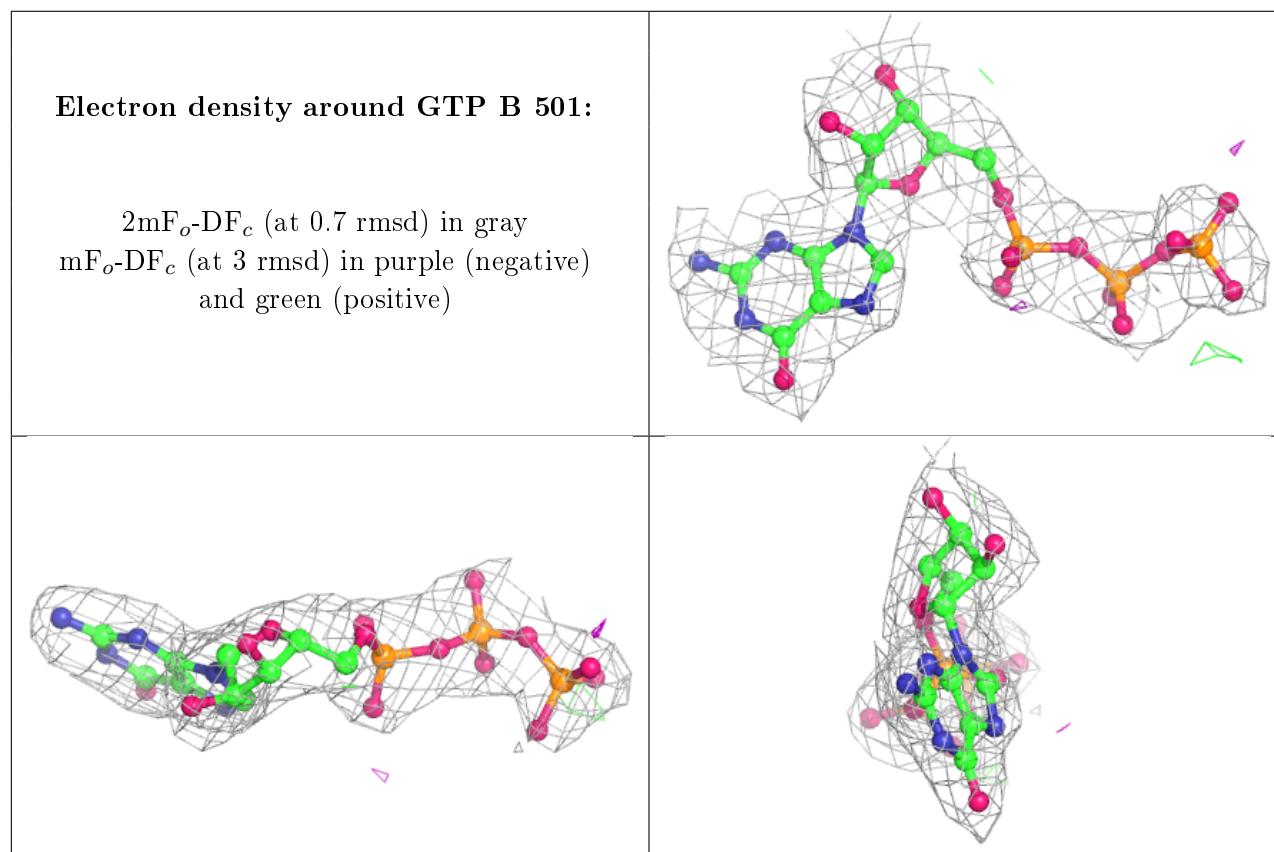 Electron density around GTP B 501:
2mFₒ-DF𝒸 (at 0.7 rmsd) in gray
mFₒ-DF𝒸 (at 3 rmsd) in purple (negative)
and green (positive)